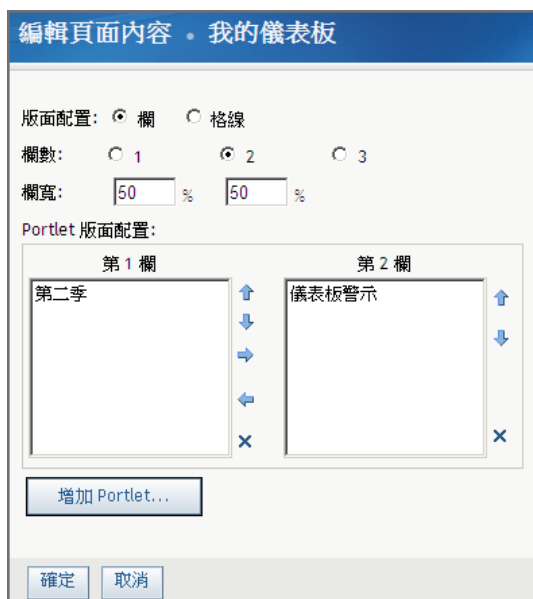 編輯頁面內容 • 我的儀表板
版面配置: 欄 格線
欄數: 1 2 3
欄寬: 50 % 50 %
Portlet 版面配置:
第 1 欄 第 2 欄
第二季 儀表板警示
增加 Portlet...
確定 取消